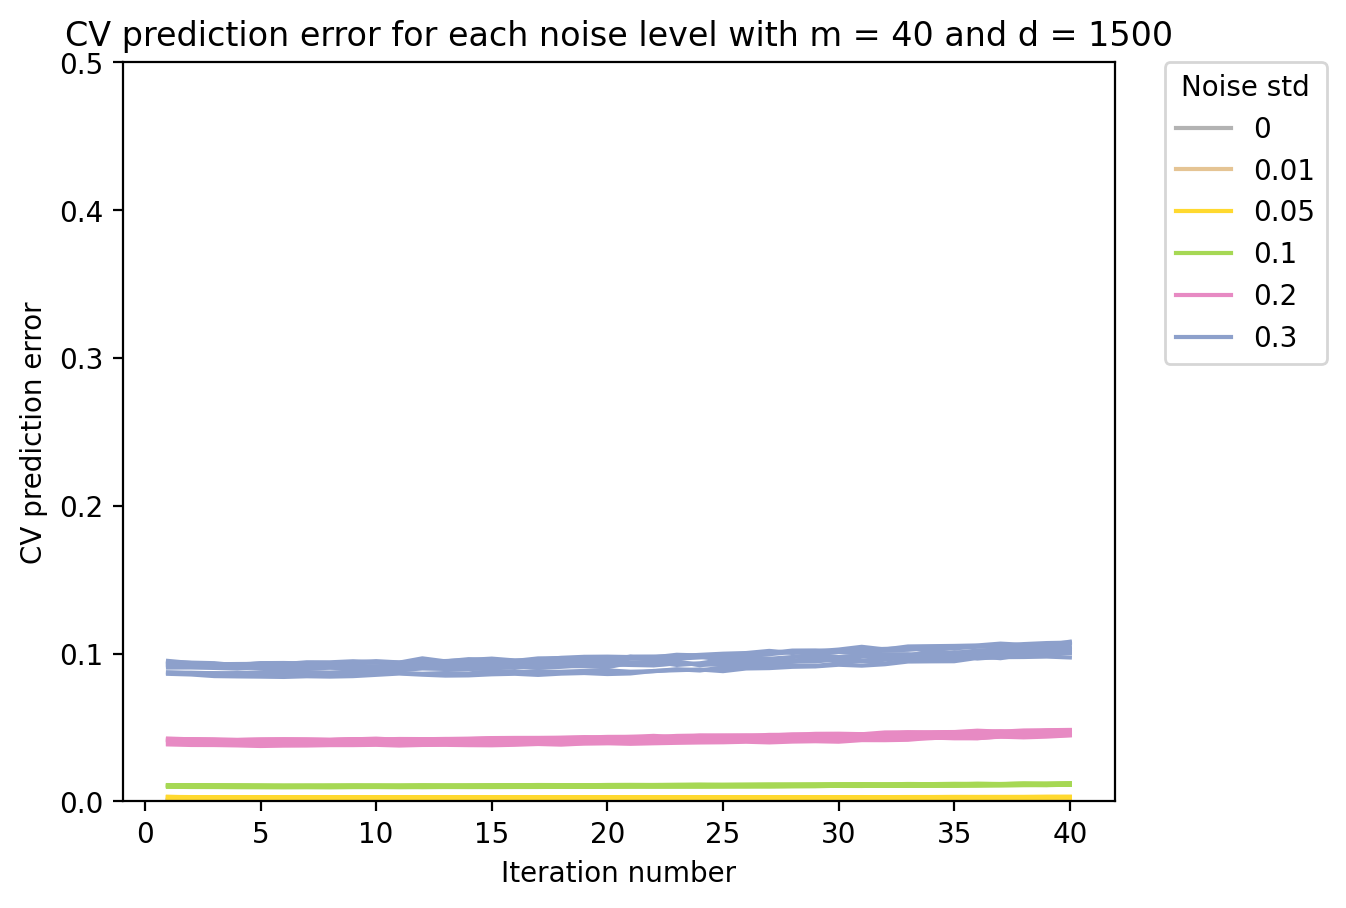 CV prediction error for each noise level with m = 40 and d = 1500
0.5
0.4
0.3
0.2
0.1
0.0
CV prediction error
0 5 10 15 20 25 30 35 40
Iteration number
Noise std
0
0.01
0.05
0.1
0.2
0.3